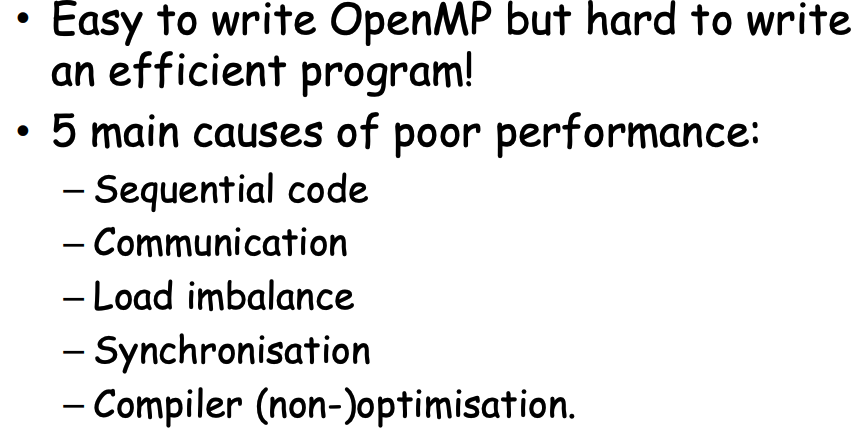 • Easy to write OpenMP but hard to write
an efficient program!
• 5 main causes of poor performance:
– Sequential code
– Communication
– Load imbalance
– Synchronisation
– Compiler (non-)optimisation.